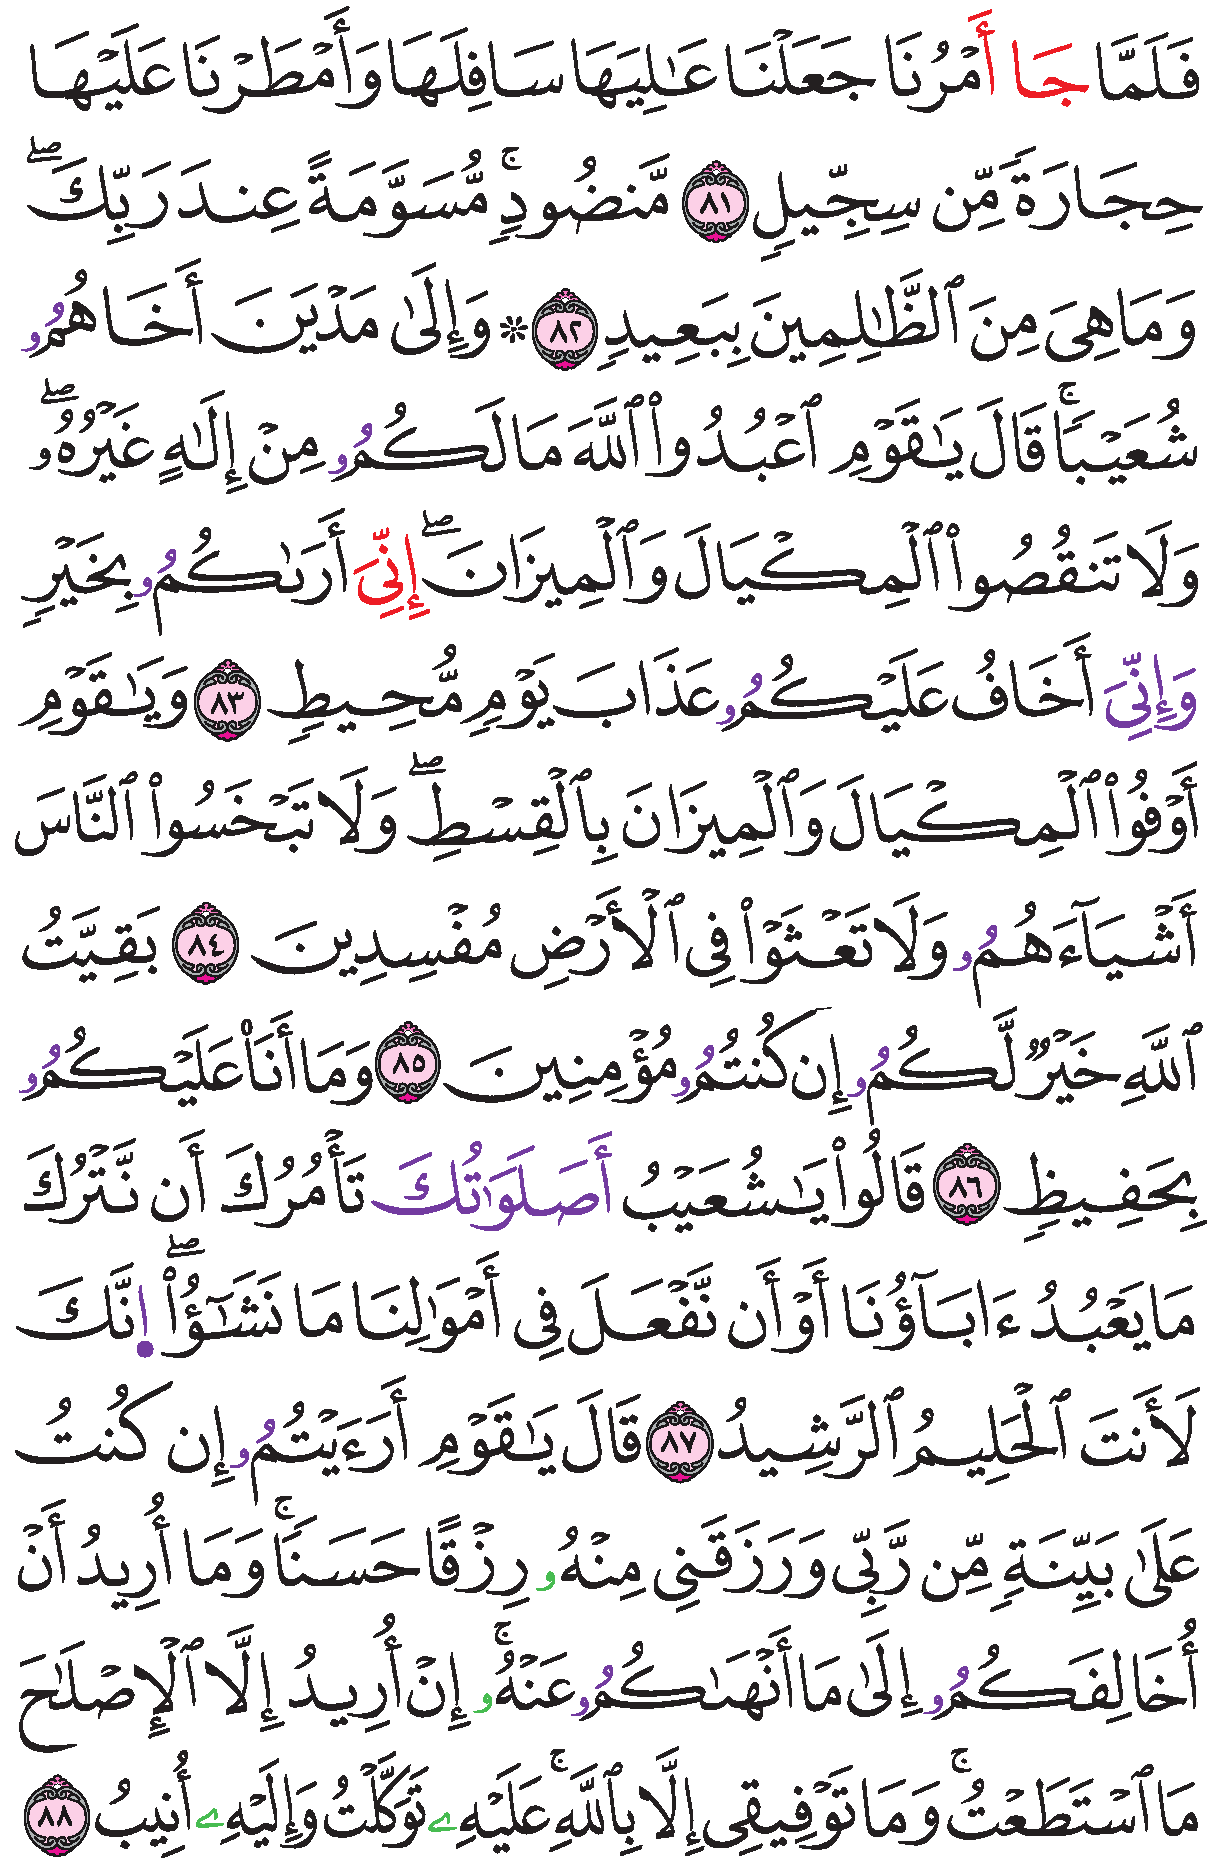 فَلَمَّا جَا أَمْرُنَا جَعَلْنَا عَـٰلِيَهَا سَافِلَهَا وَأَمْطَرْنَا عَلَيْهَا
حِجَارَةً مِّن سِجِّيلٍ ٨١ مَّنضُودٍۚ مُّسَوَّمَةً عِندَ رَبِّكَۖ
وَمَا هِىَ مِنَ ٱلظَّـٰلِمِينَ بِبَعِيدٍ ٨٢ ۞ وَإِلَىٰ مَدْيَنَ أَخَاهُمُۥ
شُعَيْبًاۚ قَالَ يَـٰقَوْمِ ٱعْبُدُوا۟ ٱللَّهَ مَا لَكُمُۥ مِنْ إِلَـٰهٍ غَيْرُهُۥۖ
وَلَا تَنقُصُوا۟ ٱلْمِكْيَالَ وَٱلْمِيزَانَۖ إِنِّىَ أَرَىٰكُمُۥ بِخَيْرٍ
وَإِنِّىَ أَخَافُ عَلَيْكُمُۥ عَذَابَ يَوْمٍ مُّحِيطٍ ٨٣ وَيَـٰقَوْمِ
أَوْفُوا۟ ٱلْمِكْيَالَ وَٱلْمِيزَانَ بِٱلْقِسْطِۖ وَلَا تَبْخَسُوا۟ ٱلنَّاسَ
أَشْيَآءَهُمُۥ وَلَا تَعْثَوْا۟ فِى ٱلْأَرْضِ مُفْسِدِينَ ٨٤ بَقِيَّتُ
ٱللَّهِ خَيْرٌ لَّكُمُۥ إِن كُنتُمُۥ مُؤْمِنِينَ ٨٥ وَمَا أَنَا۠ عَلَيْكُمُۥ
بِحَفِيظٍ ٨٦ قَالُوا۟ يَـٰشُعَيْبُ أَصَلَوَٰتُكَ تَأْمُرُكَ أَن نَّتْرُكَ
مَا يَعْبُدُ ءَابَآؤُنَا أَوْ أَن نَّفْعَلَ فِى أَمْوَٰلِنَا مَا نَشَـٰٓؤُا۟ۖ اِنَّكَ
لَأَنتَ ٱلْحَلِيمُ ٱلرَّشِيدُ ٨٧ قَالَ يَـٰقَوْمِ أَرَءَيْتُمُۥ إِن كُنتُ
عَلَىٰ بَيِّنَةٍ مِّن رَّبِّى وَرَزَقَنِى مِنْهُۥ رِزْقًا حَسَنًاۚ وَمَا أُرِيدُ أَنْ
أُخَالِفَكُمُۥ إِلَىٰ مَا أَنْهَىٰكُمُۥ عَنْهُۥۚ إِنْ أُرِيدُ إِلَّا ٱلْإِصْلَـٰحَ
مَا ٱسْتَطَعْتُۚ وَمَا تَوْفِيقِى إِلَّا بِٱللَّهِۚ عَلَيْهِۦ تَوَكَّلْتُ وَإِلَيْهِۦ أُنِيبُ ٨٨